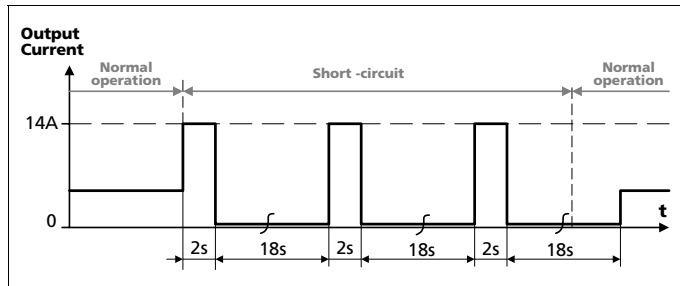 Output
Current
Normal
operation
Short -circuit
Normal
operation
14A
0
t
2s
18s
2s
18s
2s
18s